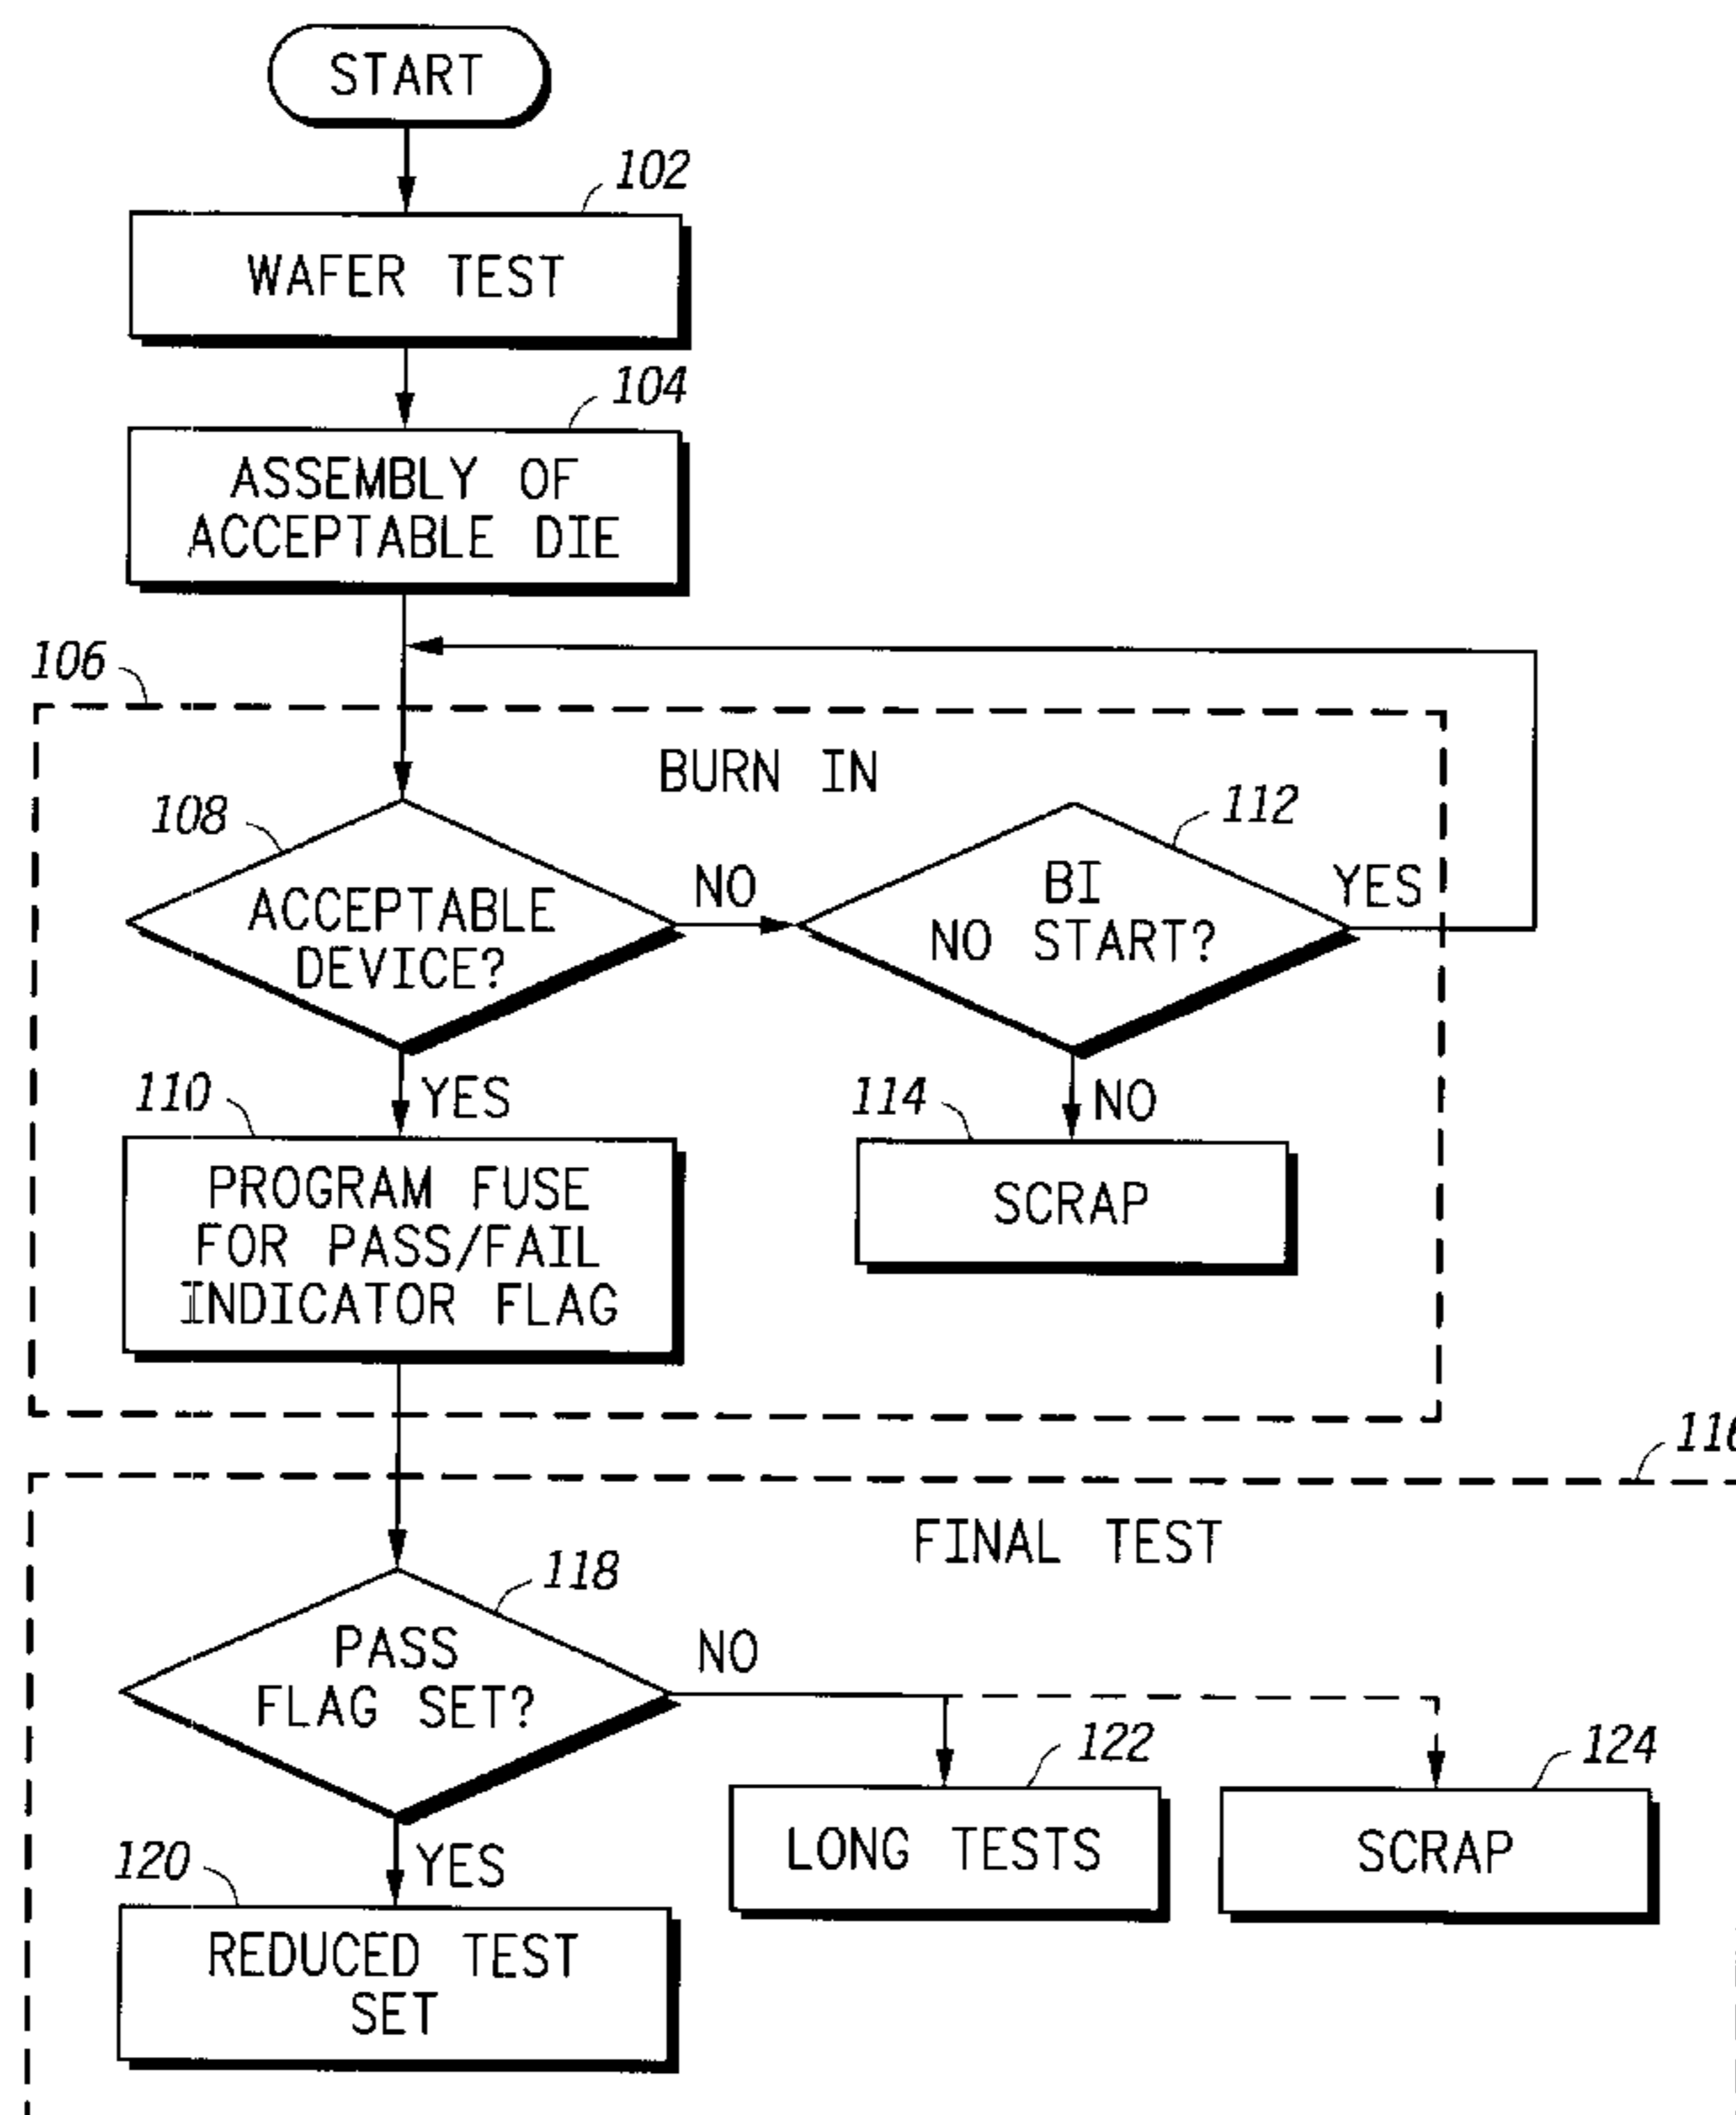 START
102
WAFER TEST
104
ASSEMBLY OF
ACCEPTABLE DIE
106
BURN IN
108
ACCEPTABLE
DEVICE?
NO
112
BI
NO START?
YES
YES
110
PROGRAM FUSE
FOR PASS/FAIL
INDICATOR FLAG
NO
114
SCRAP
FINAL TEST
118
PASS
FLAG SET?
NO
122
LONG TESTS
124
SCRAP
YES
120
REDUCED TEST
SET